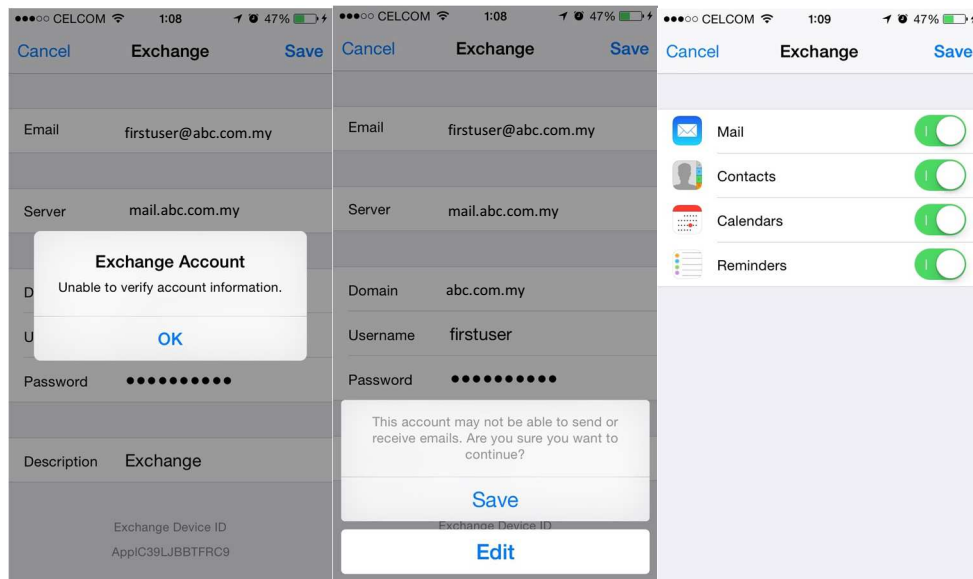 CELCOM 1:08 47%
Cancel Exchange Save
Email firstuser@abc.com.my
Server mail.abc.com.my
Exchange Account
Unable to verify account information.
OK
D
U
Password ●●●●●●●●●●
Description Exchange
Exchange Device ID
ApplC39LJBBTFRC9
CELCOM 1:08 47%
Cancel Exchange Save
Email firstuser@abc.com.my
Server mail.abc.com.my
Domain abc.com.my
Username firstuser
Password ●●●●●●●●●●
This account may not be able to send or
receive emails. Are you sure you want to
continue?
Save
Exchange Device ID
Edit
CELCOM 1:09 47%
Cancel Exchange Save
Mail
Contacts
Calendars
Reminders